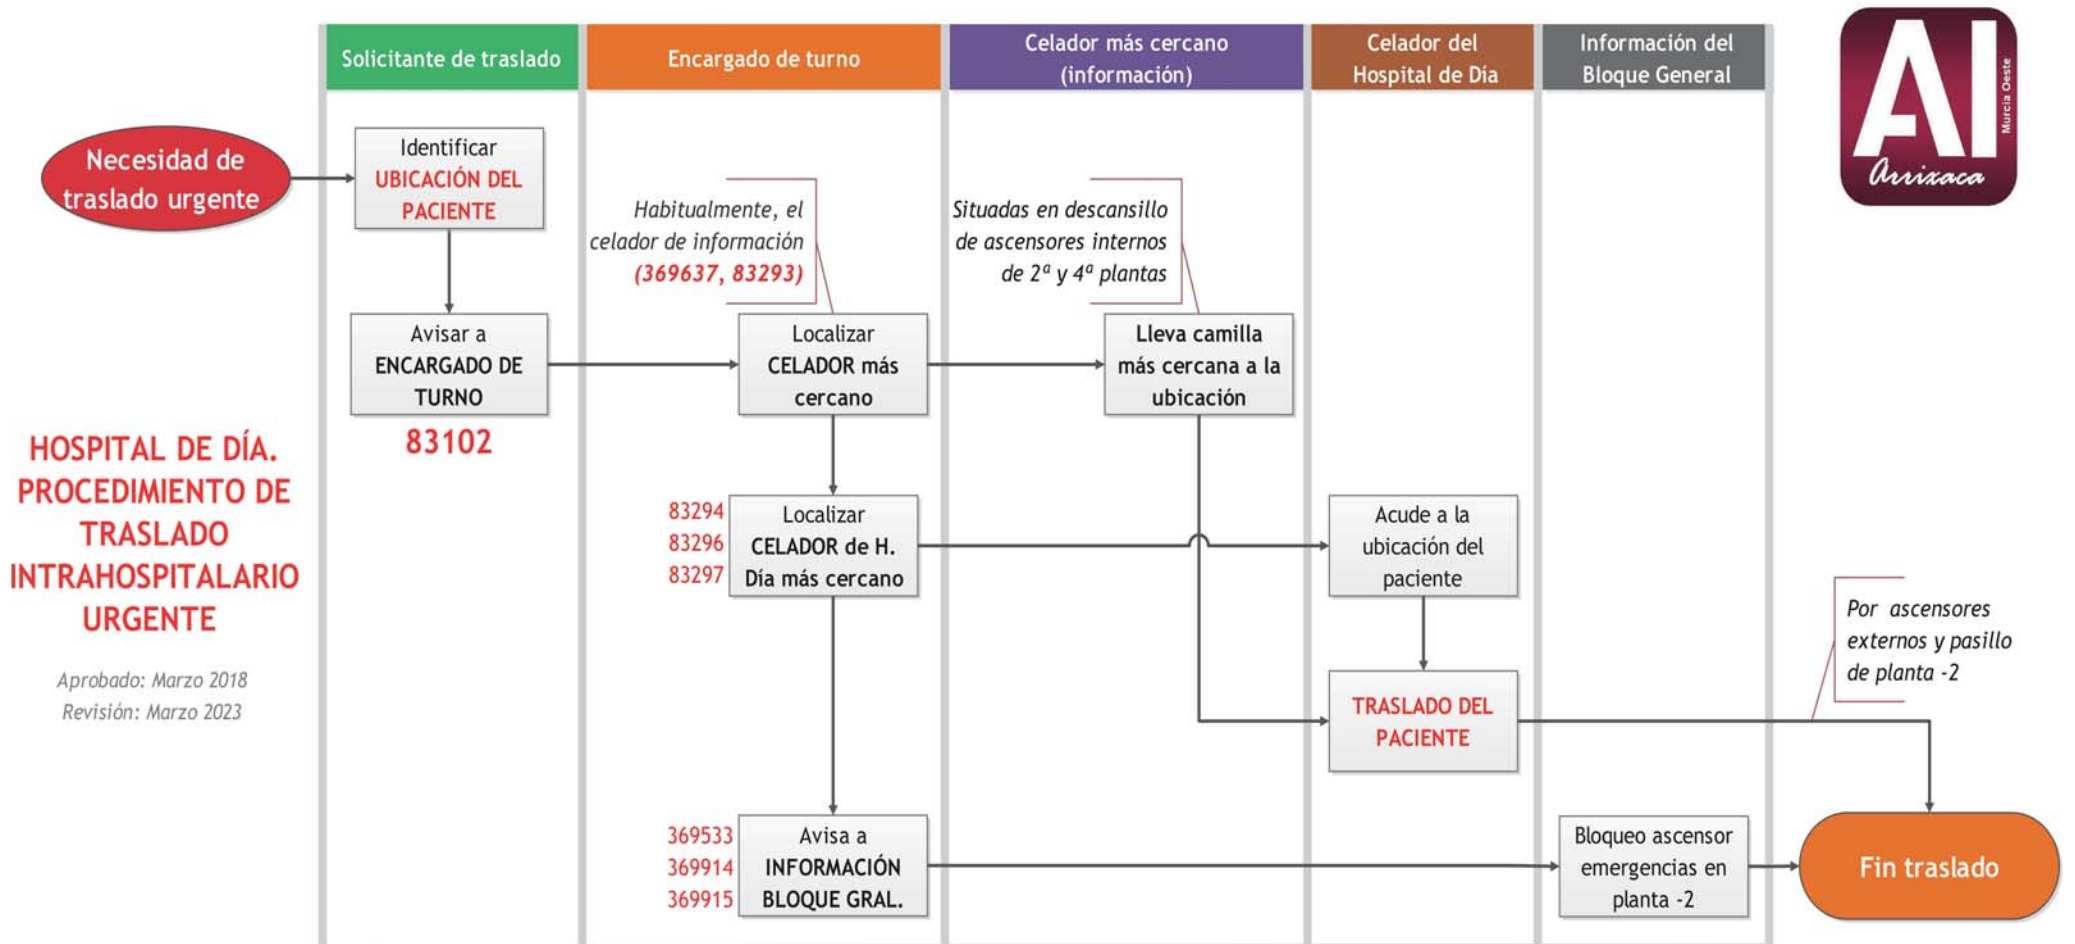 Solicitante de traslado
Encargado de turno
Celador más cercano
(información)
Celador del
Hospital de Día
Información del
Bloque General
AI
Murcia Oeste
Arrixaca
Necesidad de
traslado urgente
Identificar
UBICACIÓN DEL
PACIENTE
Habitualmente, el
celador de información
(369637, 83293)
Situadas en descansillo
de ascensores internos
de 2ª y 4ª plantas
Avisar a
ENCARGADO DE
TURNO
83102
Localizar
CELADOR más
cercano
Lleva camilla
más cercana a la
ubicación
HOSPITAL DE DÍA.
PROCEDIMIENTO DE
TRASLADO
INTRAHOSPITALARIO
URGENTE
Aprobado: Marzo 2018
Revisión: Marzo 2023
83294
83296
83297
Localizar
CELADOR de H.
Día más cercano
Acude a la
ubicación del
paciente
TRASLADO DEL
PACIENTE
Por ascensores
externos y pasillo
de planta -2
369533
369914
369915
Avisa a
INFORMACIÓN
BLOQUE GRAL.
Bloqueo ascensor
emergencias en
planta -2
Fin traslado